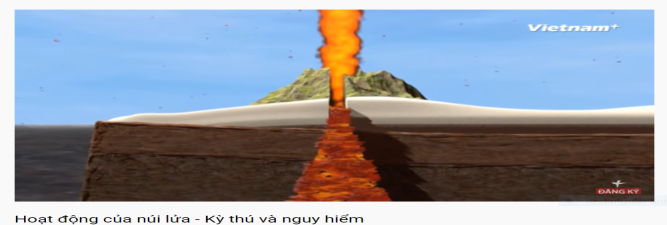 Vietnam+
ĐĂNG KÝ
Hoạt động của núi lửa - Kỳ thú và nguy hiểm